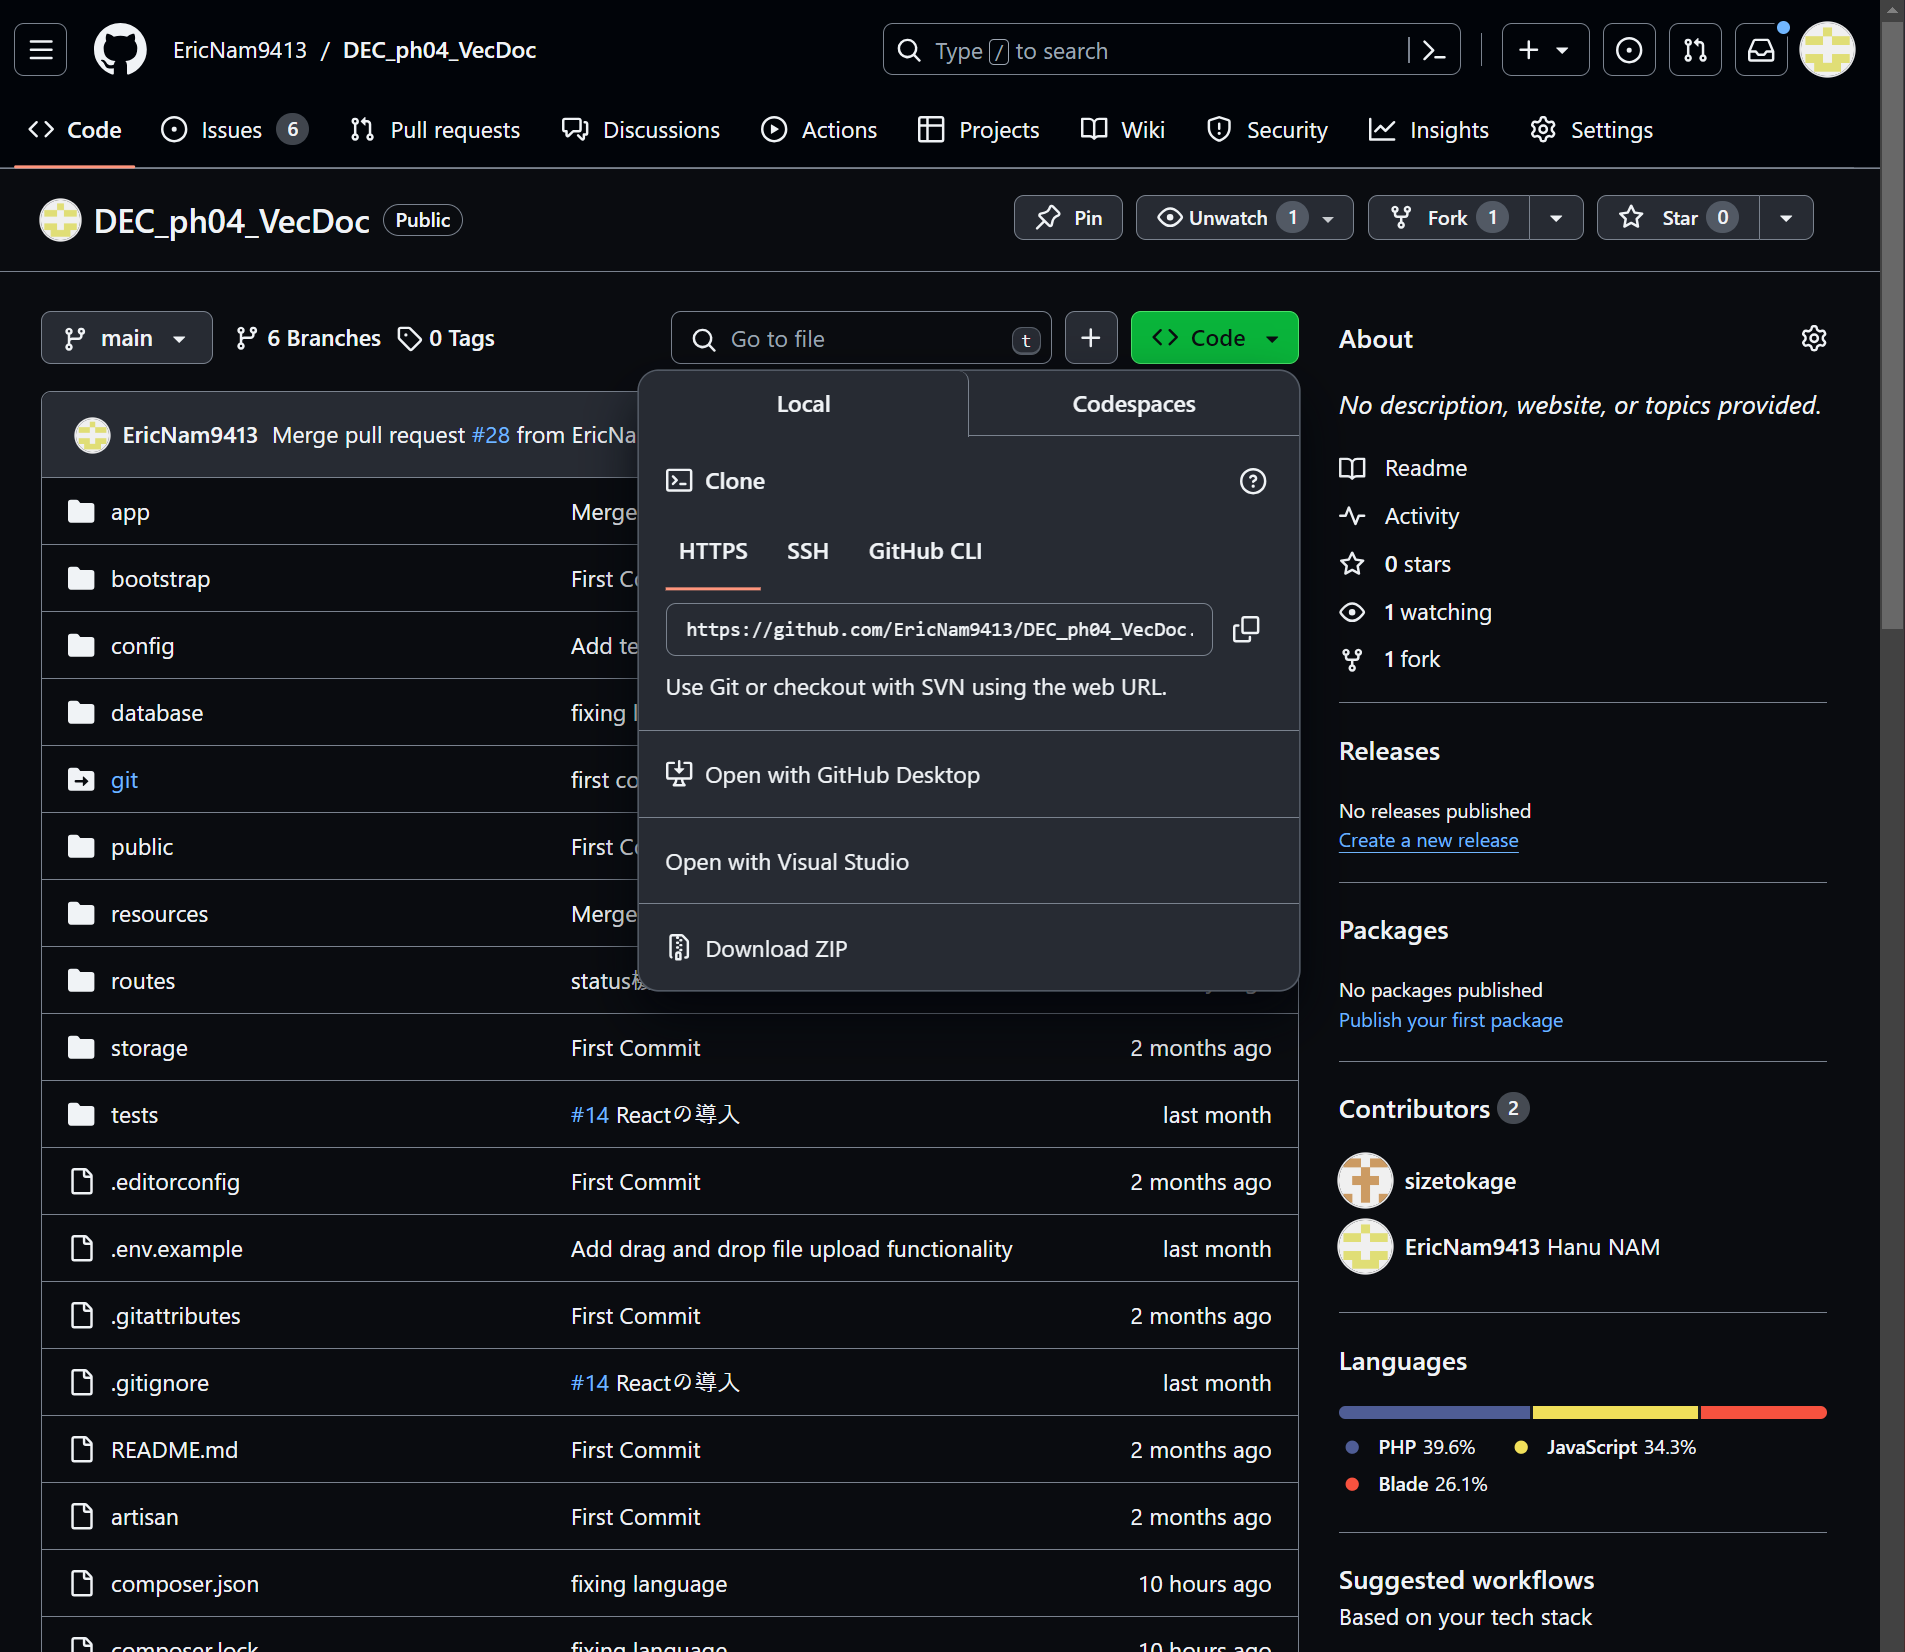 EricNam9413 / DEC_ph04_VecDoc
Type / to search
Code
Issues 6
Pull requests
Discussions
Actions
Projects
Wiki
Security
Insights
Settings
DEC_ph04_VecDoc Public
Pin
Unwatch 1
Fork 1
Star 0
main
6 Branches
0 Tags
Go to file t
Code
EricNam9413 Merge pull request #28 from EricNa
Local
Codespaces
Clone
HTTPS
SSH
GitHub CLI
https://github.com/EricNam9413/DEC_ph04_VecDoc.
Use Git or checkout with SVN using the web URL.
Open with GitHub Desktop
Open with Visual Studio
Download ZIP
app Merge
bootstrap First
config Add te
database fixing
git first co
public First
resources Merge
routes status
storage First Commit 2 months ago
tests #14 Reactの導入 last month
.editorconfig First Commit 2 months ago
.env.example Add drag and drop file upload functionality last month
.gitattributes First Commit 2 months ago
.gitignore #14 Reactの導入 last month
README.md First Commit 2 months ago
artisan First Commit 2 months ago
composer.json fixing language 10 hours ago
composer.lock fixing language 10 hours ago
About
No description, website, or topics provided.
Readme
Activity
0 stars
1 watching
1 fork
Releases
No releases published
Create a new release
Packages
No packages published
Publish your first package
Contributors 2
sizetokage
EricNam9413 Hanu NAM
Languages
PHP 39.6% JavaScript 34.3%
Blade 26.1%
Suggested workflows
Based on your tech stack